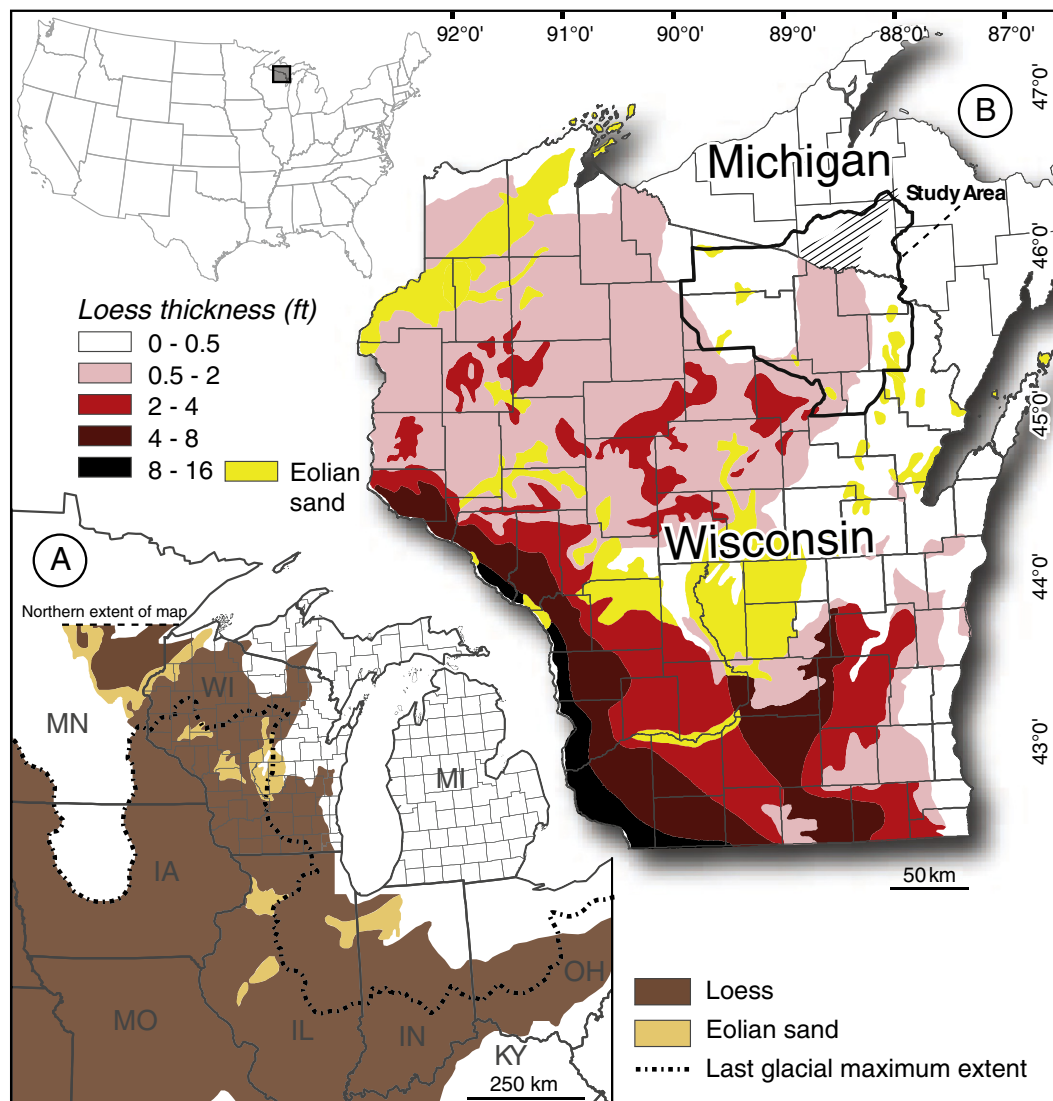 92°0'
91°0'
90°0'
89°0'
88°0'
87°0'
47°0'
46°0'
45°0'
44°0'
43°0'
B
Michigan
Study Area
Wisconsin
50 km
Loess thickness (ft)
0 - 0.5
0.5 - 2
2 - 4
4 - 8
8 - 16
Eolian
sand
A
Northern extent of map
WI
MN
MI
IA
MO
IL
IN
OH
KY
250 km
Loess
Eolian sand
Last glacial maximum extent